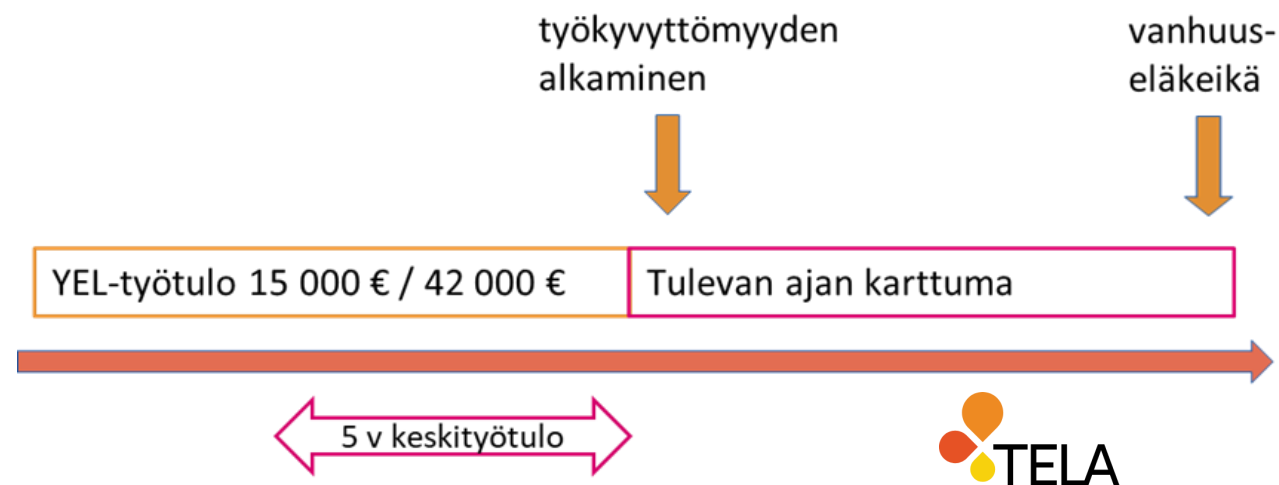 työkyvyttömyyden
alkaminen
vanhuus-
eläkeikä
YEL-työtulo 15 000 € / 42 000 €
Tulevan ajan karttuma
5 v keskityötulo
TELA